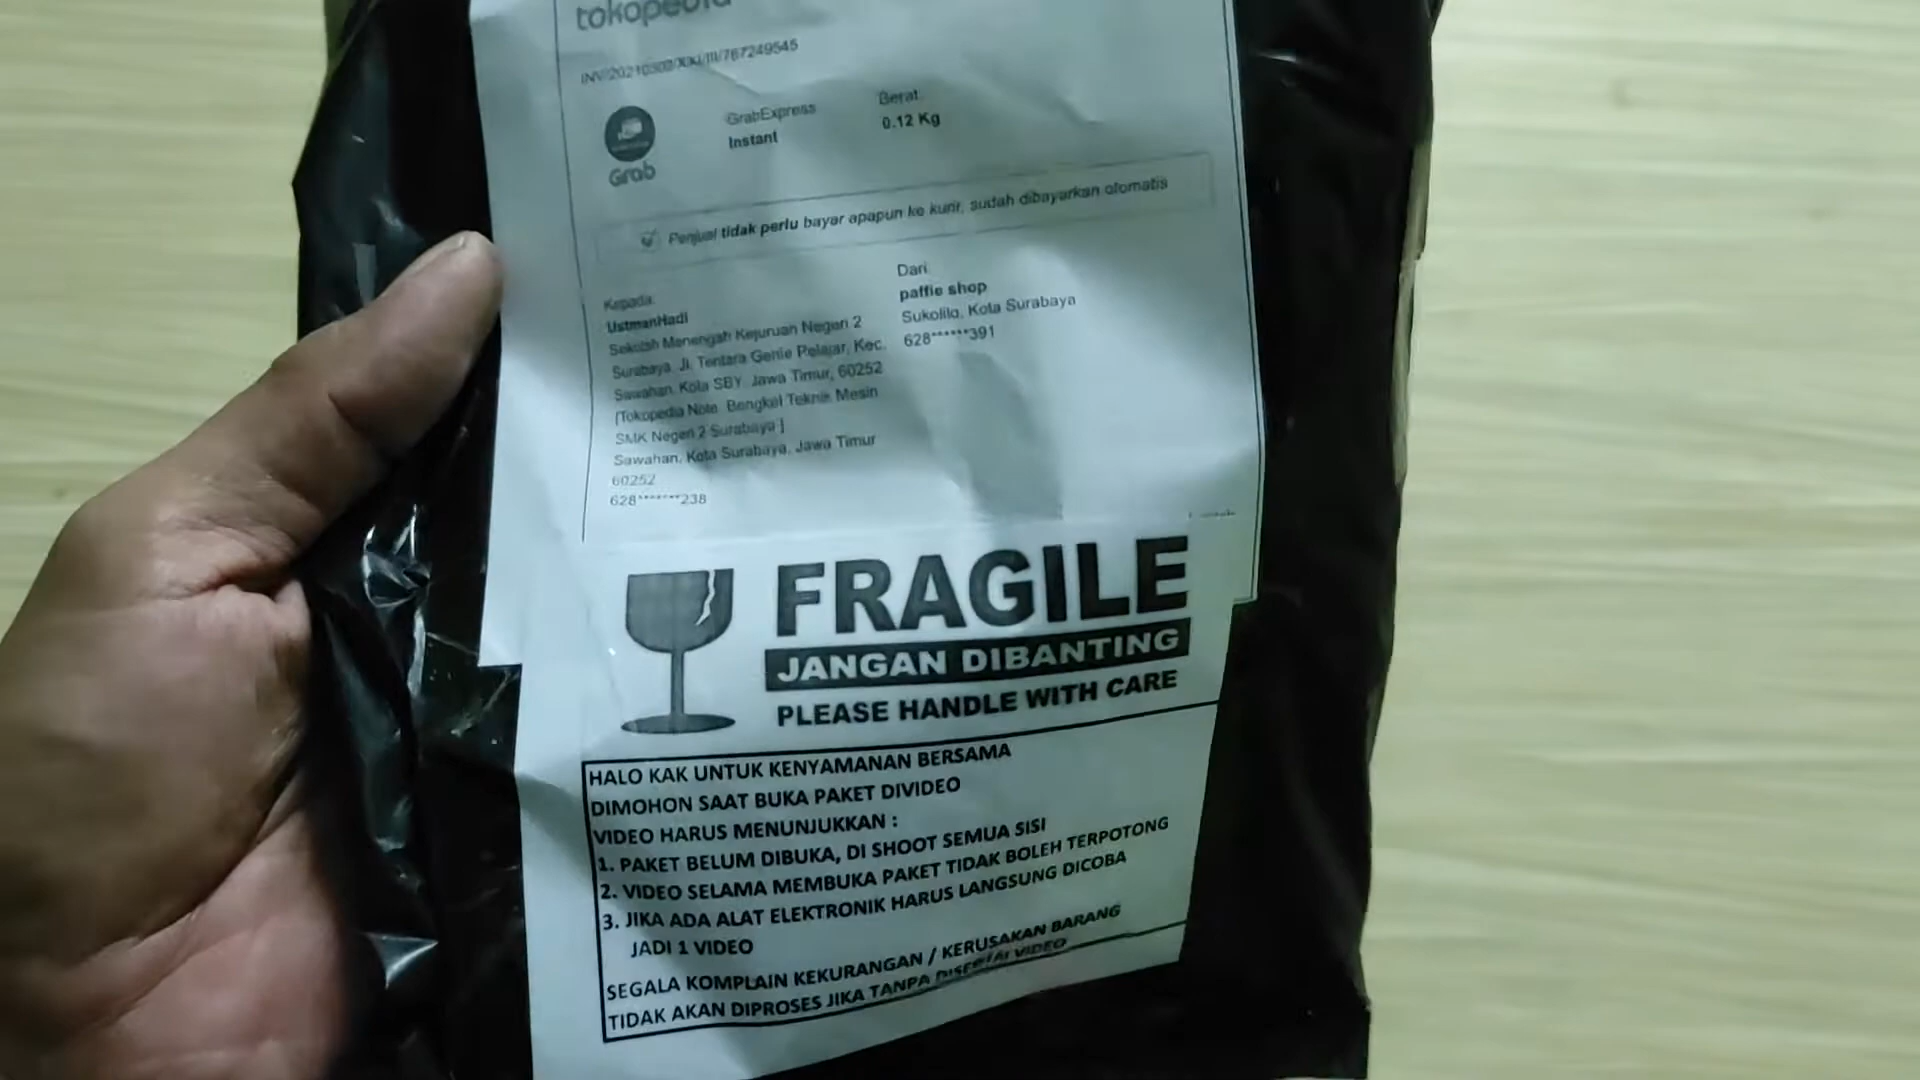 tokopedia
GrabExpress
Berat:
Instant
0.12 Kg
Grab
Penjual tidak perlu bayar apapun ke kurir, sudah dibayarkan otomatis
Kepada:
UstmanHadi
Sekolah Menengah Kejuruan Negeri 2
Surabaya, Jl. Tentara Genie Pelajar, Kec.
Sawahan, Kota SBY, Jawa Timur, 60252
[Tokopedia Note: Bengkel Teknik Mesin
SMK Negeri 2 Surabaya ]
Sawahan, Kota Surabaya, Jawa Timur
60252
628*******238
Dari:
paffie shop
Sukolilo, Kota Surabaya
628******391
FRAGILE
JANGAN DIBANTING
PLEASE HANDLE WITH CARE
HALO KAK UNTUK KENYAMANAN BERSAMA
DIMOHON SAAT BUKA PAKET DIVIDEO
VIDEO HARUS MENUNJUKKAN :
1. PAKET BELUM DIBUKA, DI SHOOT SEMUA SISI
2. VIDEO SELAMA MEMBUKA PAKET TIDAK BOLEH TERPOTONG
3. JIKA ADA ALAT ELEKTRONIK HARUS LANGSUNG DICOBA
JADI 1 VIDEO
SEGALA KOMPLAIN KEKURANGAN / KERUSAKAN BARANG
TIDAK AKAN DIPROSES JIKA TANPA DISERTAI VIDEO